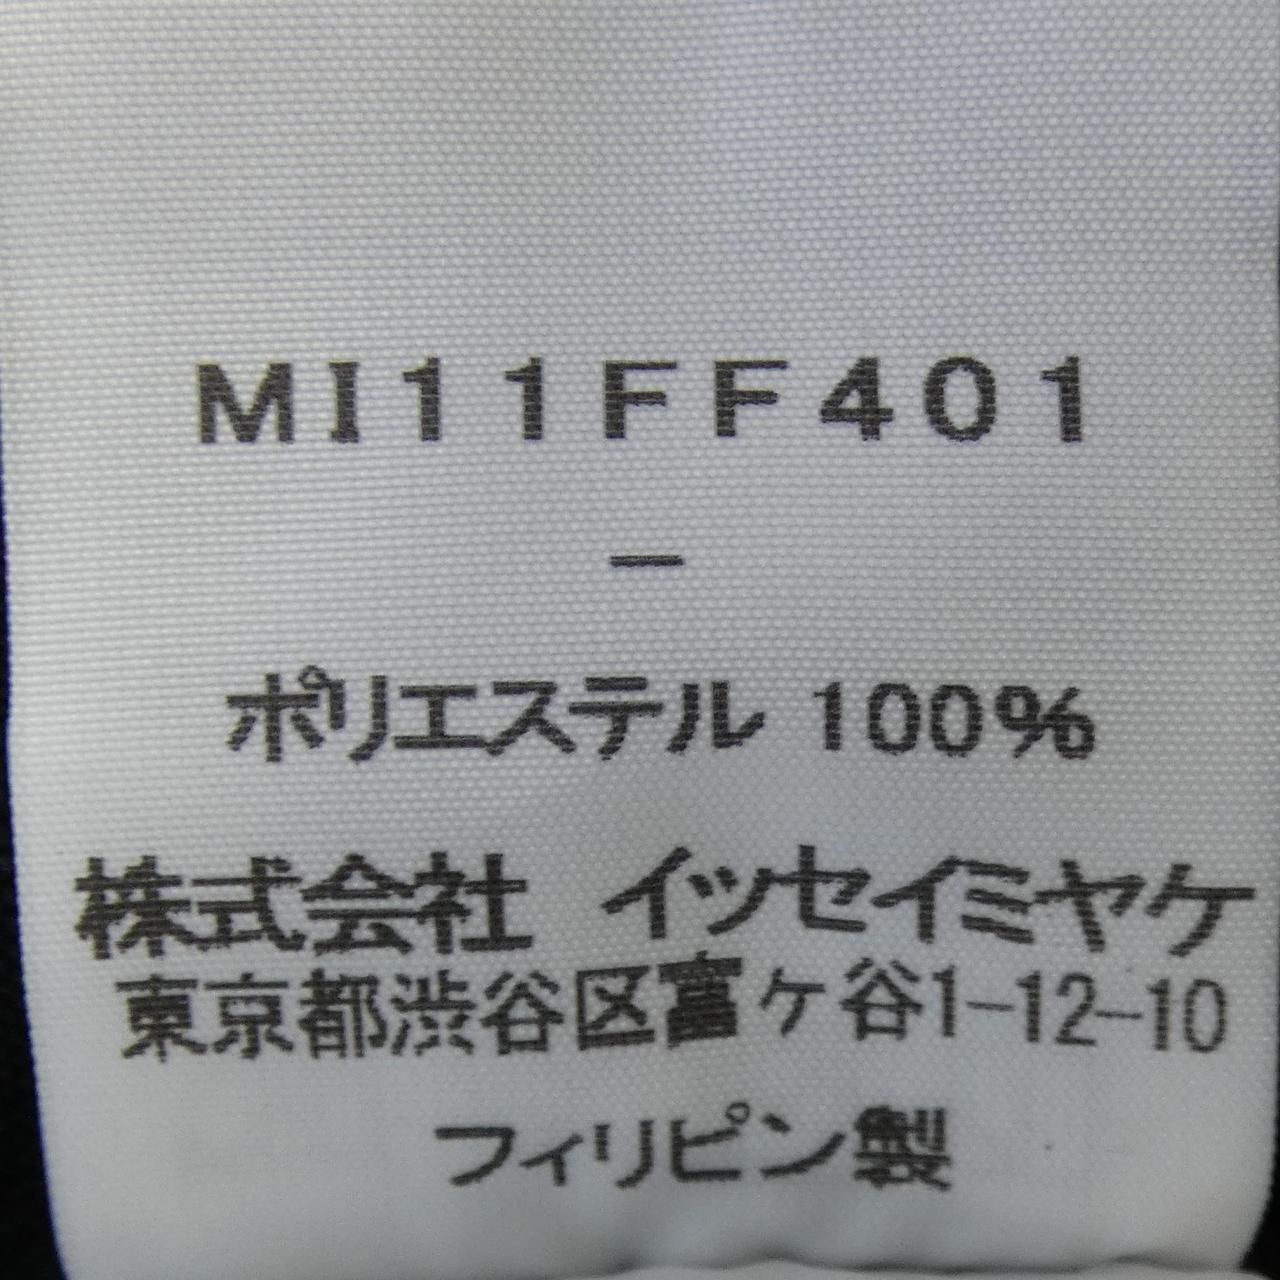 MI11FF401
－
ポリエステル 100%
株式会社 イッセイミヤケ
東京都渋谷区富ヶ谷1-12-10
フィリピン製